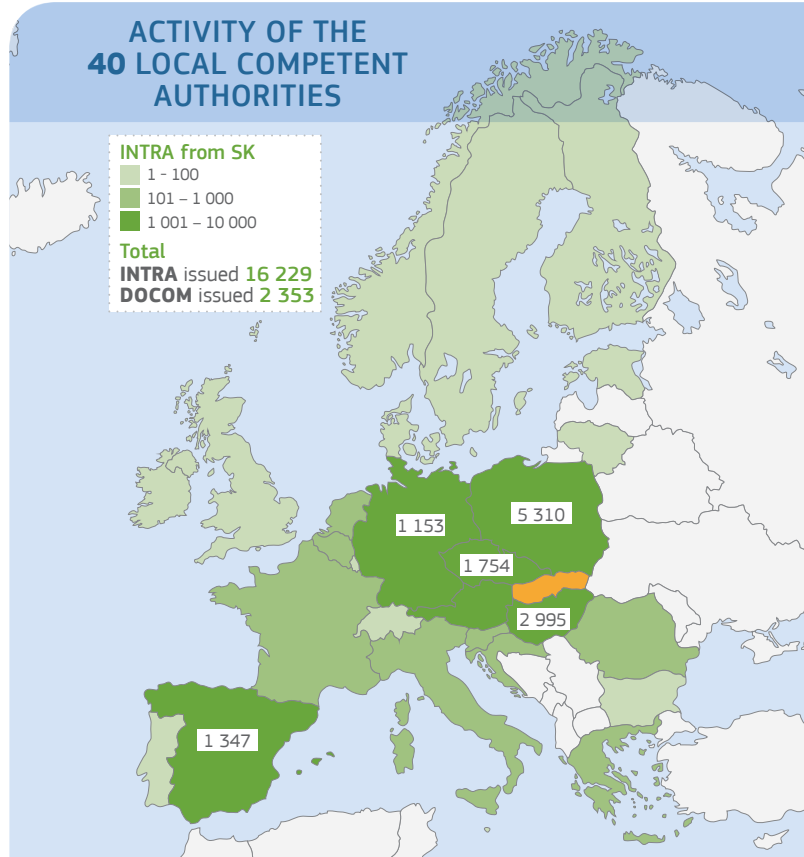 ACTIVITY OF THE
40 LOCAL COMPETENT
AUTHORITIES
INTRA from SK
1 - 100
101 – 1 000
1 001 – 10 000
Total
INTRA issued 16 229
DOCOM issued 2 353
1 153
5 310
1 754
2 995
1 347